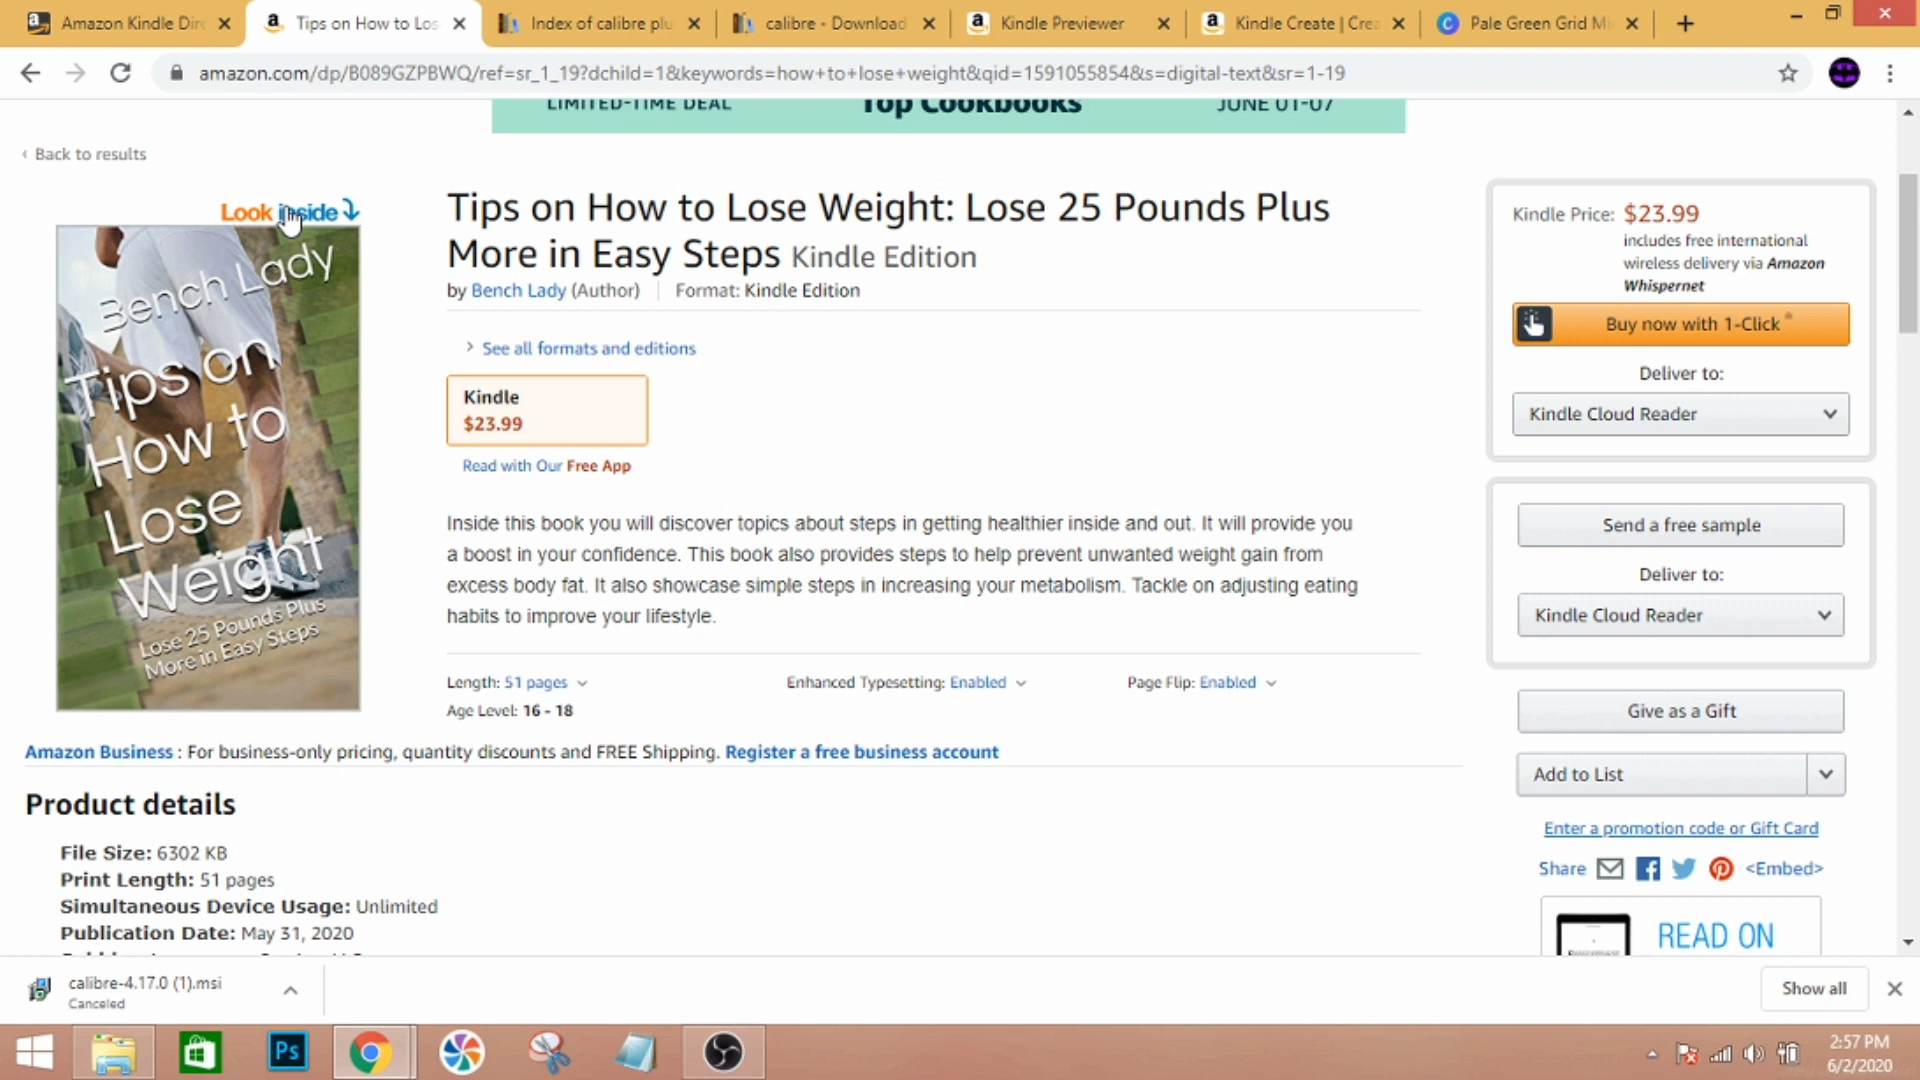 Amazon Kindle Dire
Tips on How to Los
Index of calibre plu
calibre - Download
Kindle Previewer
Kindle Create | Crea
Pale Green Grid Mi
amazon.com/dp/B089GZPBWQ/ref=sr_1_19?dchild=1&keywords=how+to+lose+weight&qid=1591055854&s=digital-text&sr=1-19
LIMITED-TIME DEAL
Top Cookbooks
JUNE 01-07
‹ Back to results
Look inside
Bench Lady
Tips on
How to
Lose
Weight
Lose 25 Pounds Plus
More in Easy Steps
Tips on How to Lose Weight: Lose 25 Pounds Plus
More in Easy Steps Kindle Edition
by Bench Lady (Author) | Format: Kindle Edition
› See all formats and editions
Kindle
$23.99
Read with Our Free App
Inside this book you will discover topics about steps in getting healthier inside and out. It will provide you
a boost in your confidence. This book also provides steps to help prevent unwanted weight gain from
excess body fat. It also showcase simple steps in increasing your metabolism. Tackle on adjusting eating
habits to improve your lifestyle.
Length: 51 pages
Enhanced Typesetting: Enabled
Page Flip: Enabled
Age Level: 16 - 18
Amazon Business : For business-only pricing, quantity discounts and FREE Shipping. Register a free business account
Product details
File Size: 6302 KB
Print Length: 51 pages
Simultaneous Device Usage: Unlimited
Publication Date: May 31, 2020
Kindle Price: $23.99
includes free international
wireless delivery via Amazon
Whispernet
Buy now with 1-Click ®
Deliver to:
Kindle Cloud Reader
Send a free sample
Deliver to:
Kindle Cloud Reader
Give as a Gift
Add to List
Enter a promotion code or Gift Card
Share
<Embed>
READ ON
calibre-4.17.0 (1).msi
Canceled
Show all
Ps
2:57 PM
6/2/2020